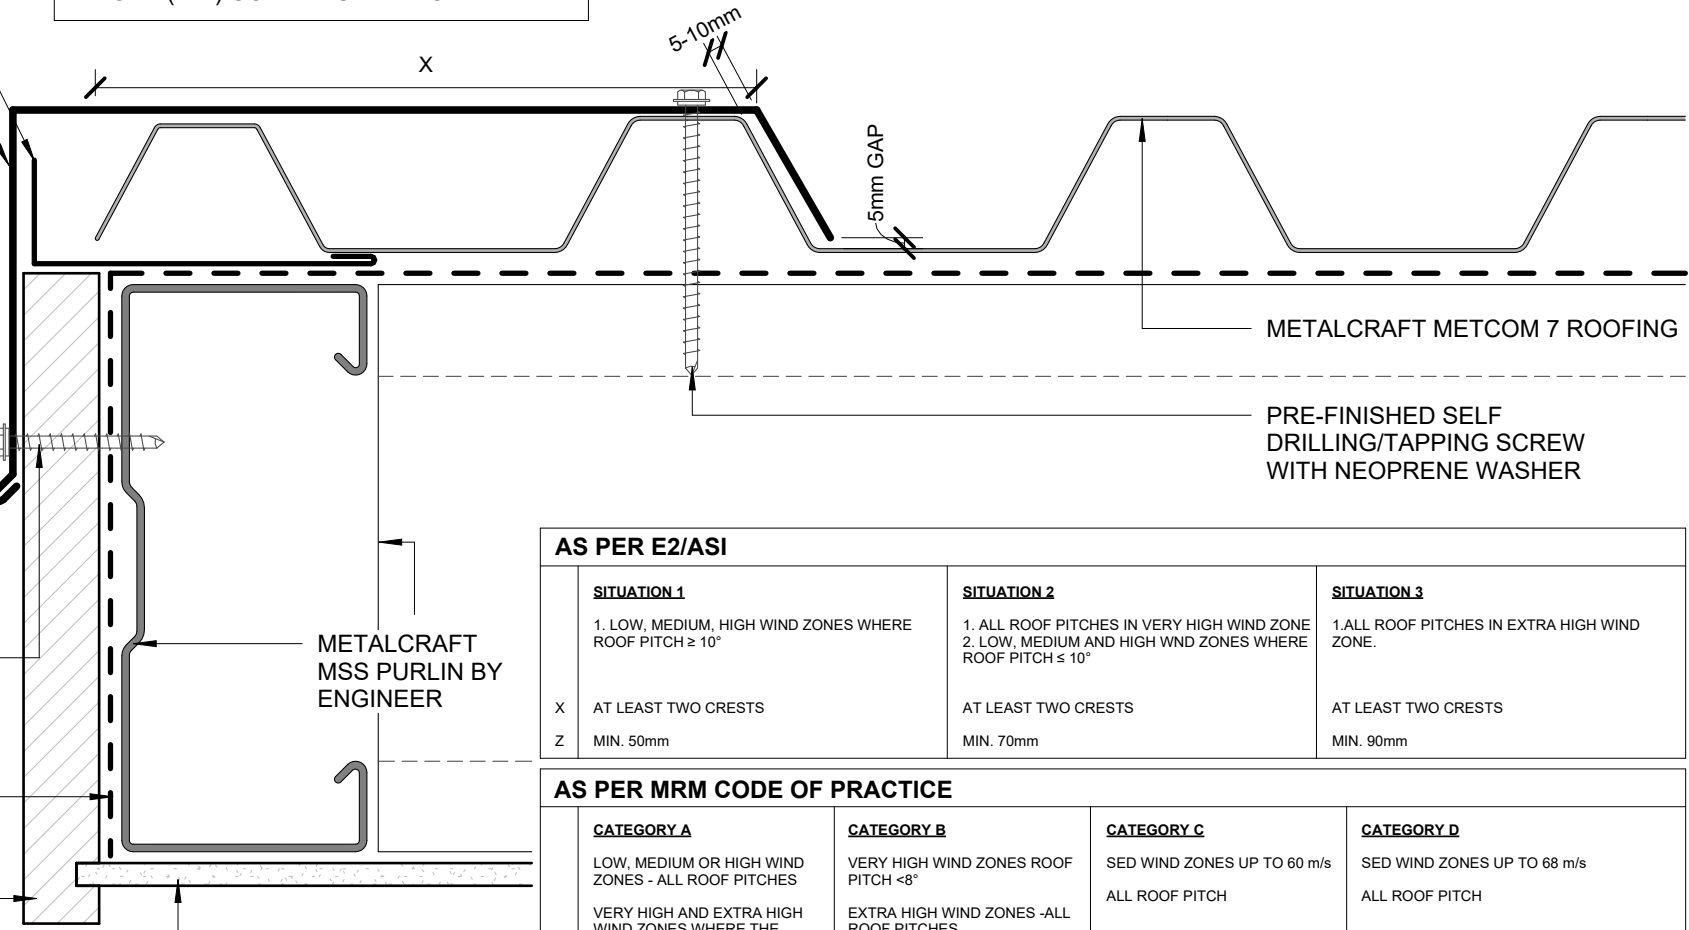 X
5-10mm
5mm GAP
METALCRAFT METCOM 7 ROOFING
PRE-FINISHED SELF
DRILLING/TAPPING SCREW
WITH NEOPRENE WASHER
METALCRAFT
MSS PURLIN BY
ENGINEER
AS PER E2/ASI
SITUATION 1
1. LOW, MEDIUM, HIGH WIND ZONES WHERE
ROOF PITCH ≥ 10°
SITUATION 2
1. ALL ROOF PITCHES IN VERY HIGH WIND ZONE
2. LOW, MEDIUM AND HIGH WND ZONES WHERE
ROOF PITCH ≤ 10°
SITUATION 3
1.ALL ROOF PITCHES IN EXTRA HIGH WIND
ZONE.
X AT LEAST TWO CRESTS AT LEAST TWO CRESTS AT LEAST TWO CRESTS
Z MIN. 50mm MIN. 70mm MIN. 90mm
AS PER MRM CODE OF PRACTICE
CATEGORY A
LOW, MEDIUM OR HIGH WIND
ZONES - ALL ROOF PITCHES
VERY HIGH AND EXTRA HIGH
WIND ZONES WHERE THE
CATEGORY B
VERY HIGH WIND ZONES ROOF
PITCH <8°
EXTRA HIGH WIND ZONES -ALL
ROOF PITCHES
CATEGORY C
SED WIND ZONES UP TO 60 m/s
ALL ROOF PITCH
CATEGORY D
SED WIND ZONES UP TO 68 m/s
ALL ROOF PITCH